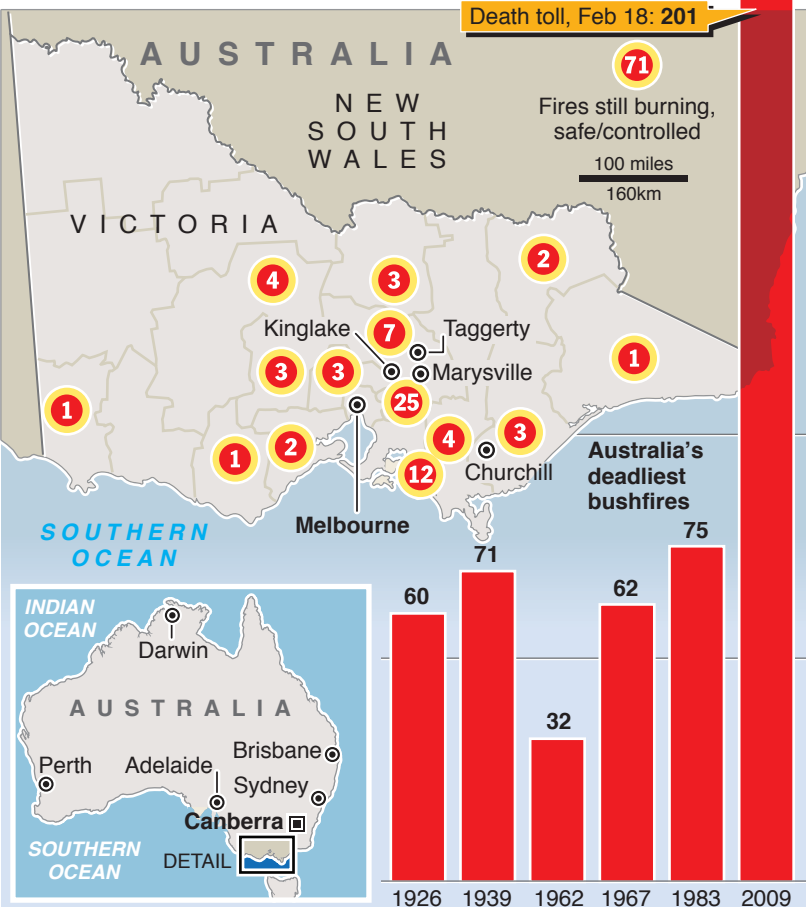 Death toll, Feb 18: 201
AUSTRALIA
71
Fires still burning,
safe/controlled
100 miles
160km
NEW
SOUTH
WALES
VICTORIA
2
4
3
Kinglake
7
Taggerty
1
3
3
Marysville
1
25
4
3
1
2
12
Churchill
Melbourne
SOUTHERN
OCEAN
Australia's
deadliest
bushfires
60
71
32
62
75
1926
1939
1962
1967
1983
2009
INDIAN
OCEAN
Darwin
AUSTRALIA
Perth
Adelaide
Brisbane
Sydney
Canberra
SOUTHERN
OCEAN
DETAIL